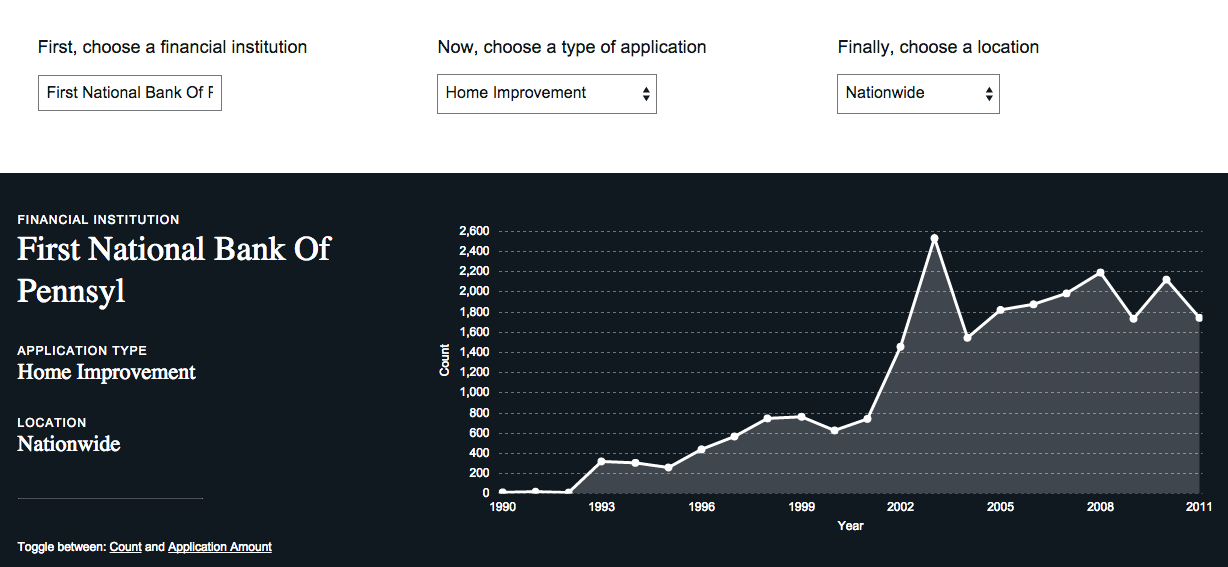 First, choose a financial institution
Now, choose a type of application
Finally, choose a location
First National Bank Of F
Home Improvement
Nationwide
FINANCIAL INSTITUTION
First National Bank Of
Pennsyl
APPLICATION TYPE
Home Improvement
LOCATION
Nationwide
Toggle between: Count and Application Amount
2,600
2,400
2,200
2,000
1,800
1,600
1,400
1,200
1,000
800
600
400
200
0
Count
1990 1993 1996 1999 2002 2005 2008 2011
Year